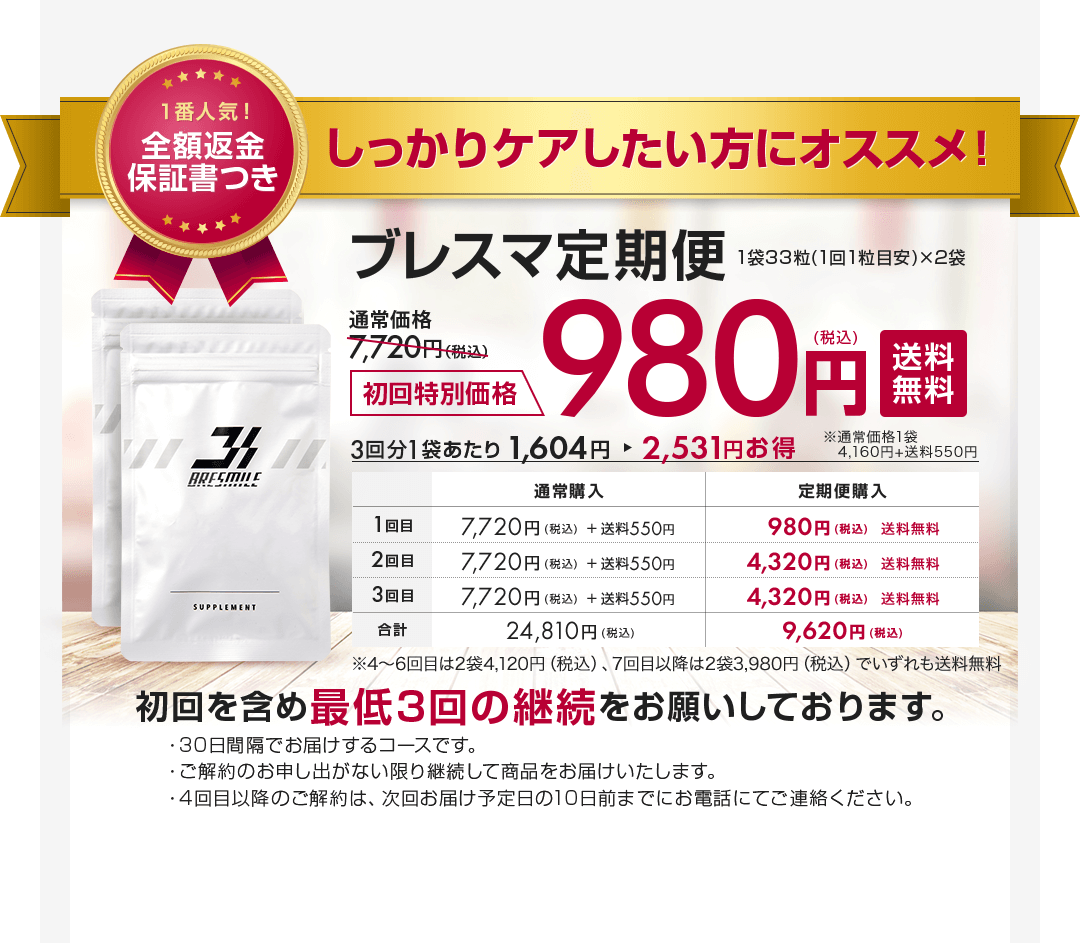 1番人気!
全額返金
保証書つき
しっかりケアしたい方にオススメ!
ブレスマ定期便 1袋33粒(1回1粒目安)×2袋
通常価格
7,720円(税込)
初回特別価格
980円(税込)
送料
無料
3回分1袋あたり 1,604円 ▶ 2,531円お得
※通常価格1袋
4,160円+送料550円
通常購入 定期便購入
1回目 7,720円(税込) +送料550円 980円(税込) 送料無料
2回目 7,720円(税込) +送料550円 4,320円(税込) 送料無料
3回目 7,720円(税込) +送料550円 4,320円(税込) 送料無料
合計 24,810円(税込) 9,620円(税込)
※4〜6回目は2袋4,120円(税込)、7回目以降は2袋3,980円(税込)でいずれも送料無料
BRESMILE
SUPPLEMENT
初回を含め最低3回の継続をお願いしております。
・30日間隔でお届けするコースです。
・ご解約のお申し出がない限り継続して商品をお届けいたします。
・4回目以降のご解約は、次回お届け予定日の10日前までにお電話にてご連絡ください。